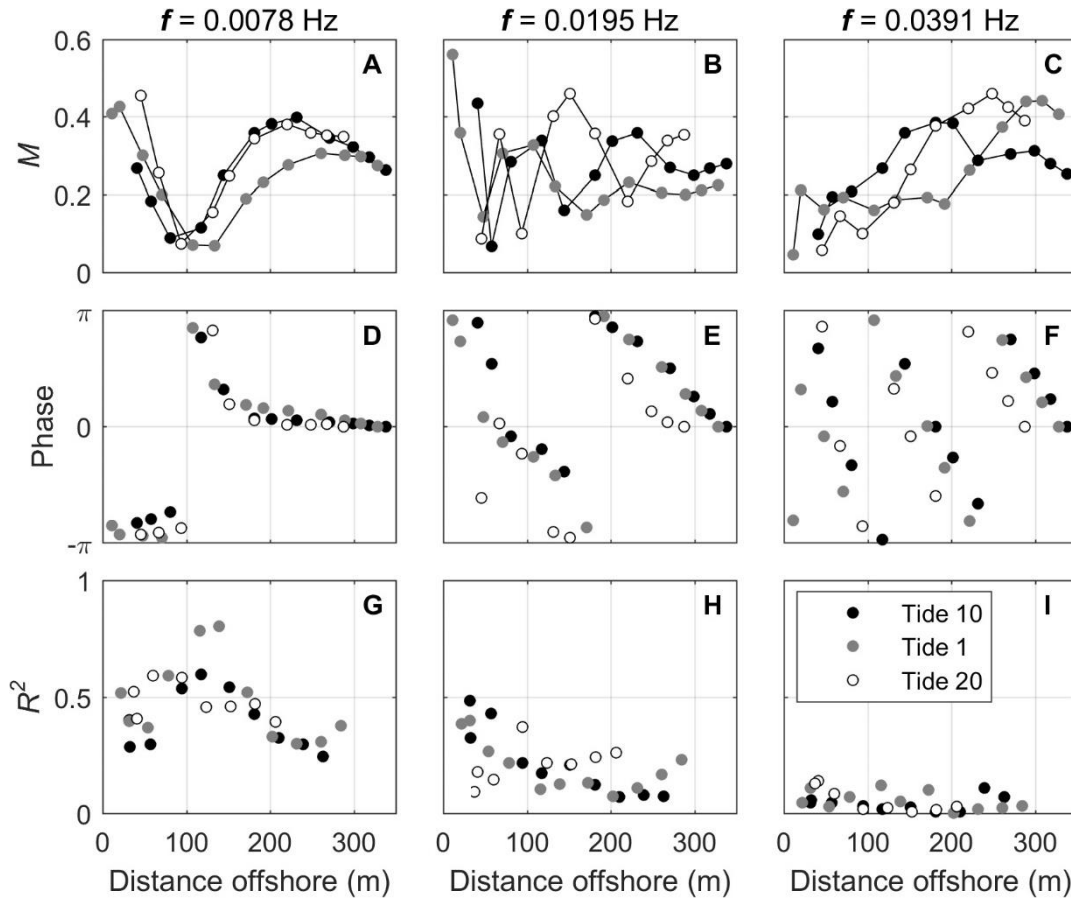 f = 0.0078 Hz
f = 0.0195 Hz
f = 0.0391 Hz
0.6
0.4
0.2
0
M
A
B
C
π
0
-π
Phase
D
E
F
1
0.5
0
R²
G
H
I
Tide 10
Tide 1
Tide 20
0 100 200 300
0 100 200 300
0 100 200 300
Distance offshore (m)
Distance offshore (m)
Distance offshore (m)